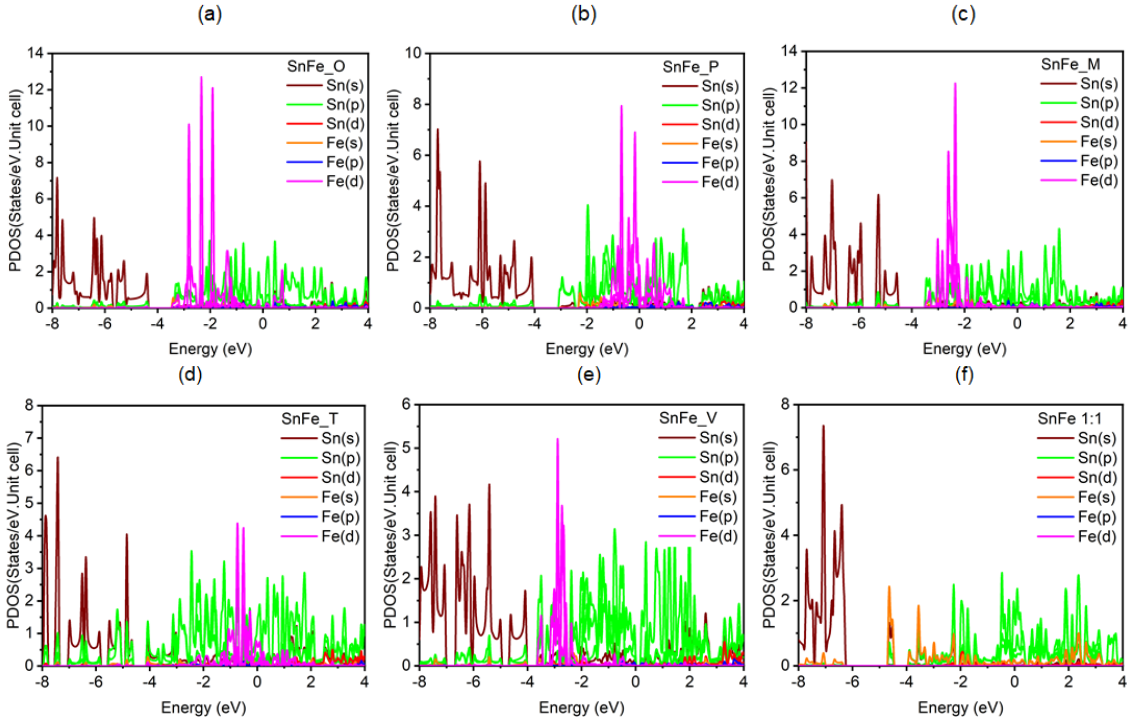 (a)
(b)
(c)
PDOS(States/eV.Unit cell)
14
12
10
8
6
4
2
0
SnFe_O
Sn(s)
Sn(p)
Sn(d)
Fe(s)
Fe(p)
Fe(d)
-8 -6 -4 -2 0 2 4
Energy (eV)
PDOS(States/eV.Unit cell)
10
8
6
4
2
0
SnFe_P
Sn(s)
Sn(p)
Sn(d)
Fe(s)
Fe(p)
Fe(d)
-8 -6 -4 -2 0 2 4
Energy (eV)
PDOS(States/eV.Unit cell)
14
12
10
8
6
4
2
0
SnFe_M
Sn(s)
Sn(p)
Sn(d)
Fe(s)
Fe(p)
Fe(d)
-8 -6 -4 -2 0 2 4
Energy (eV)
(d)
(e)
(f)
PDOS(States/eV.Unit cell)
8
7
6
5
4
3
2
1
0
SnFe_T
Sn(s)
Sn(p)
Sn(d)
Fe(s)
Fe(p)
Fe(d)
-8 -6 -4 -2 0 2 4
Energy (eV)
PDOS(States/eV.Unit cell)
6
5
4
3
2
1
0
SnFe_V
Sn(s)
Sn(p)
Sn(d)
Fe(s)
Fe(p)
Fe(d)
-8 -6 -4 -2 0 2 4
Energy (eV)
PDOS(States/eV.Unit cell)
8
6
4
2
0
SnFe 1:1
Sn(s)
Sn(p)
Sn(d)
Fe(s)
Fe(p)
Fe(d)
-8 -6 -4 -2 0 2 4
Energy (eV)